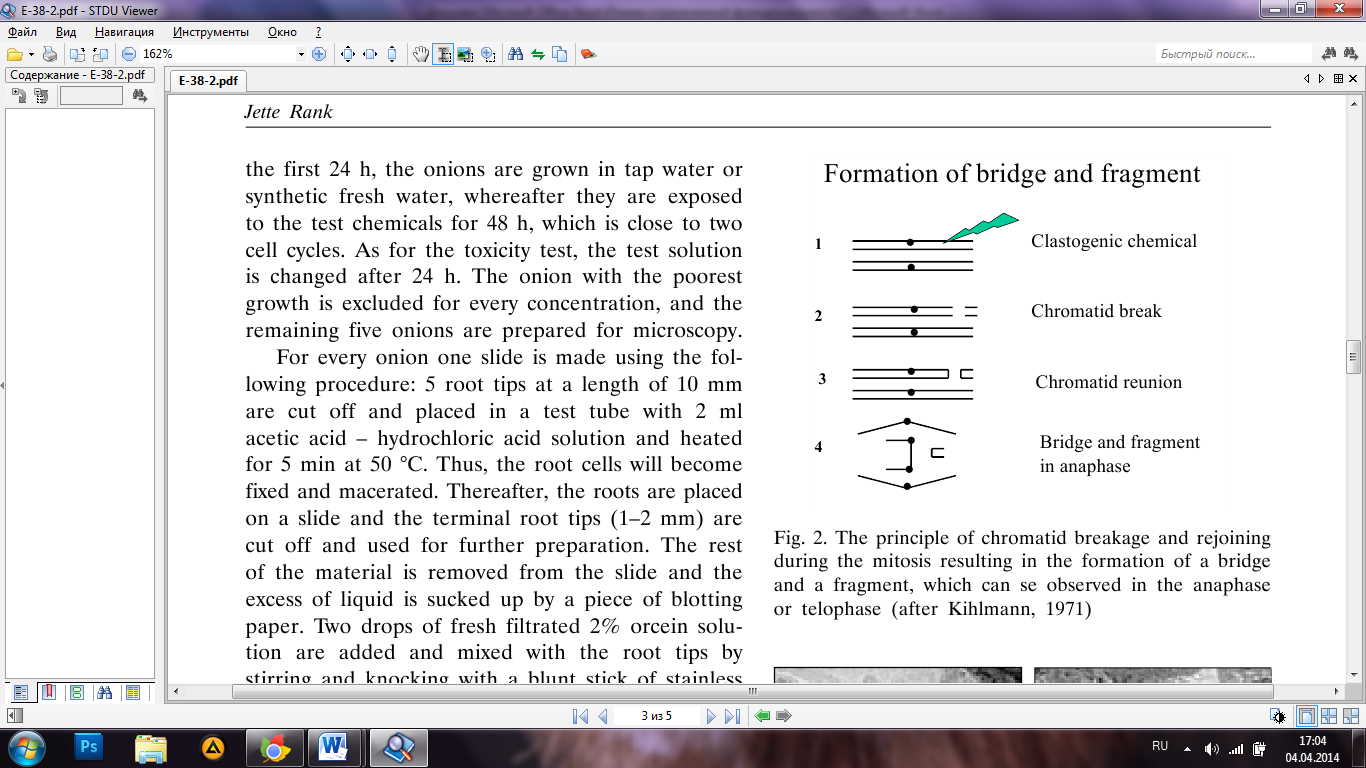 E-38-2.pdf - STDU Viewer
Файл Вид Навигация Инструменты Окно ?
162%
Быстрый поиск...
Содержание - E-38-2.pdf
E-38-2.pdf
Jette Rank
the first 24 h, the onions are grown in tap water or
synthetic fresh water, whereafter they are exposed
to the test chemicals for 48 h, which is close to two
cell cycles. As for the toxicity test, the test solution
is changed after 24 h. The onion with the poorest
growth is excluded for every concentration, and the
remaining five onions are prepared for microscopy.
For every onion one slide is made using the fol-
lowing procedure: 5 root tips at a length of 10 mm
are cut off and placed in a test tube with 2 ml
acetic acid – hydrochloric acid solution and heated
for 5 min at 50 °C. Thus, the root cells will become
fixed and macerated. Thereafter, the roots are placed
on a slide and the terminal root tips (1–2 mm) are
cut off and used for further preparation. The rest
of the material is removed from the slide and the
excess of liquid is sucked up by a piece of blotting
paper. Two drops of fresh filtrated 2% orcein solu-
tion are added and mixed with the root tips by
stirring and knocking with a blunt stick of stainless
Formation of bridge and fragment
1 Clastogenic chemical
2 Chromatid break
3 Chromatid reunion
4 Bridge and fragment
in anaphase
Fig. 2. The principle of chromatid breakage and rejoining
during the mitosis resulting in the formation of a bridge
and a fragment, which can se observed in the anaphase
or telophase (after Kihlmann, 1971)
3 из 5
Ps
W
RU
17:04
04.04.2014